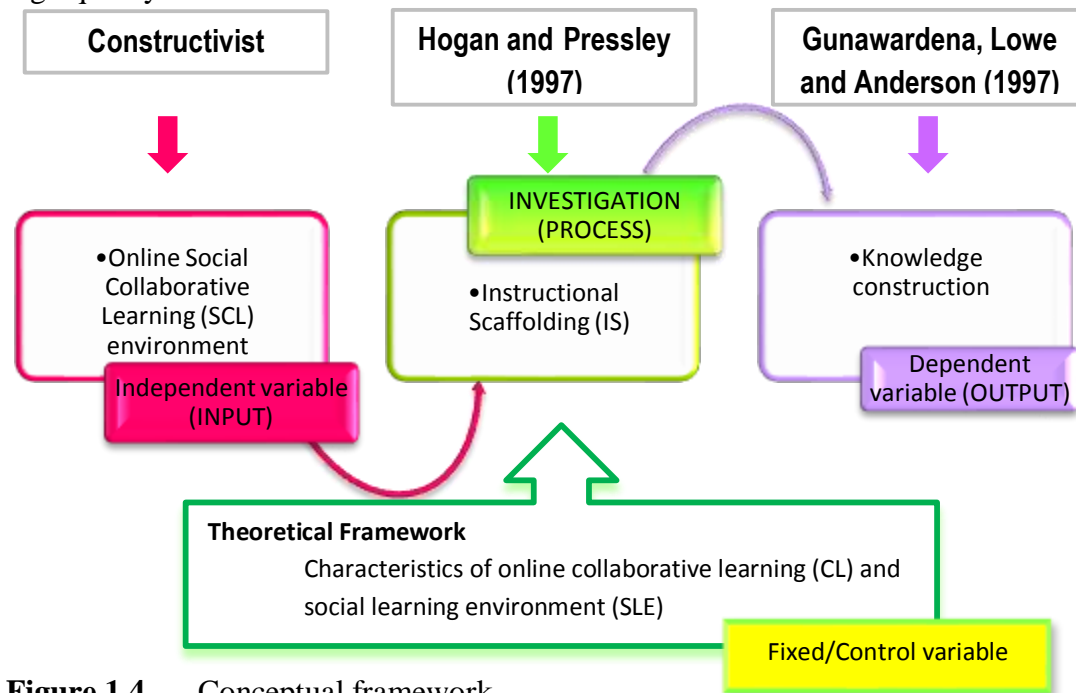 Constructivist
Hogan and Pressley
(1997)
Gunawardena, Lowe
and Anderson (1997)
INVESTIGATION
(PROCESS)
•Online Social
Collaborative
Learning (SCL)
environment
•Instructional
Scaffolding (IS)
•Knowledge
construction
Independent variable
(INPUT)
Dependent
variable (OUTPUT)
Theoretical Framework
Characteristics of online collaborative learning (CL) and
social learning environment (SLE)
Fixed/Control variable
Figure 1.4 Conceptual framework